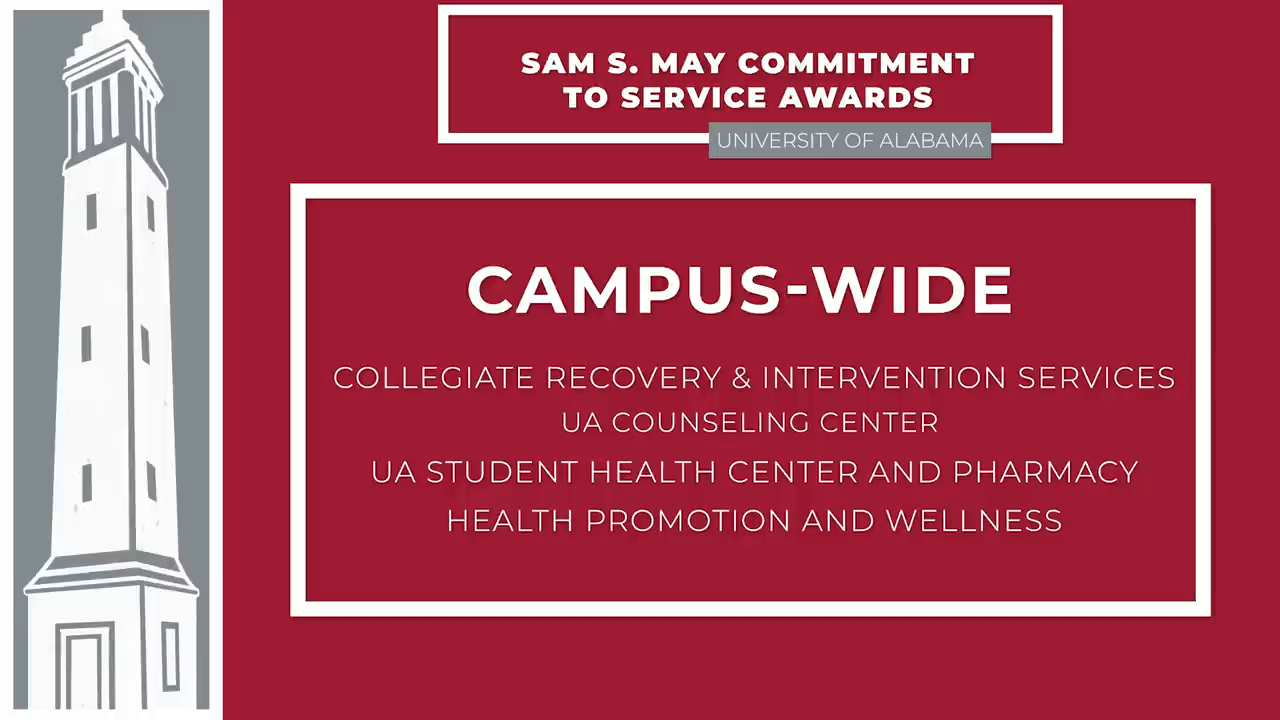 SAM S. MAY COMMITMENT
TO SERVICE AWARDS
UNIVERSITY OF ALABAMA
CAMPUS-WIDE
COLLEGIATE RECOVERY & INTERVENTION SERVICES
UA COUNSELING CENTER
UA STUDENT HEALTH CENTER AND PHARMACY
HEALTH PROMOTION AND WELLNESS